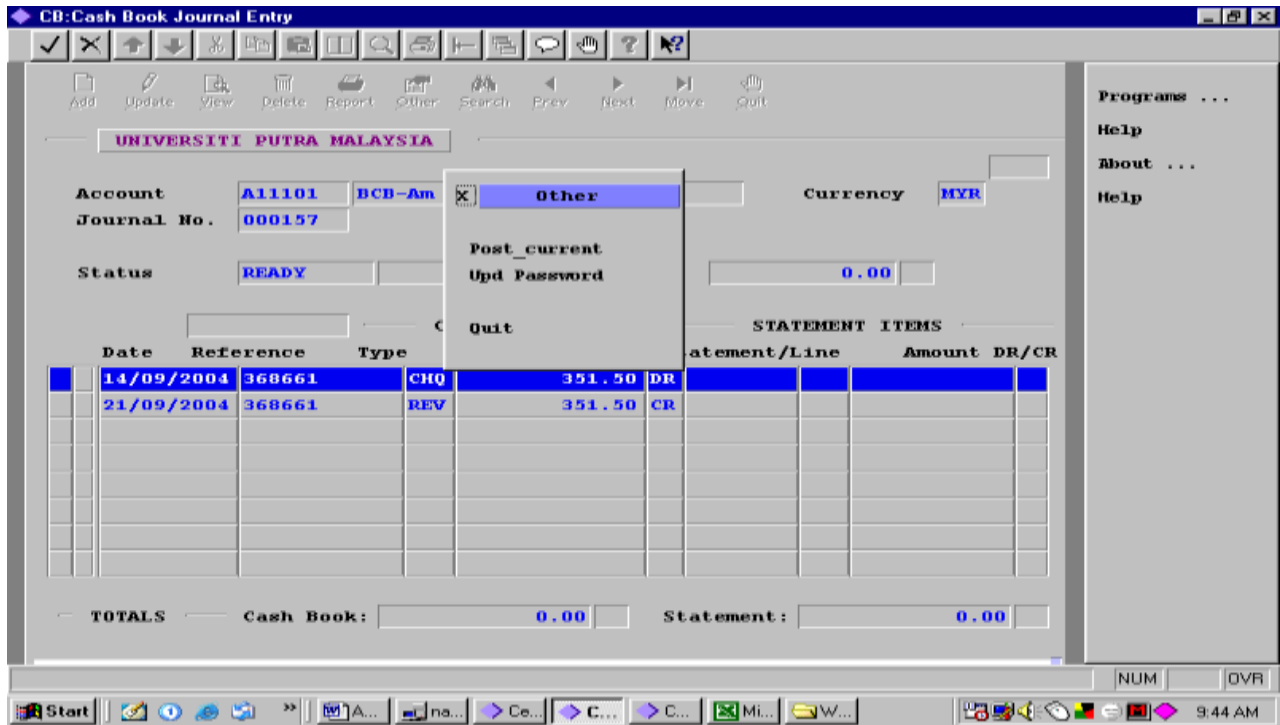 CB:Cash Book Journal Entry
Add Update View Delete Report Other Search Prev Next Move Quit
Programs ...
Help
About ...
Help
UNIVERSITI PUTRA MALAYSIA
Account A11101 BCB-Am Currency MYR
Journal No. 000157
Status READY 0.00
Other
Post_current
Upd Password
Quit
STATEMENT ITEMS
Date Reference Type atement/Line Amount DR/CR
14/09/2004 368661 CHQ 351.50 DR
21/09/2004 368661 REV 351.50 CR
TOTALS Cash Book: 0.00 Statement: 0.00
NUM OVR
Start A... na... Ce... C... C... Mi... W... 9:44 AM